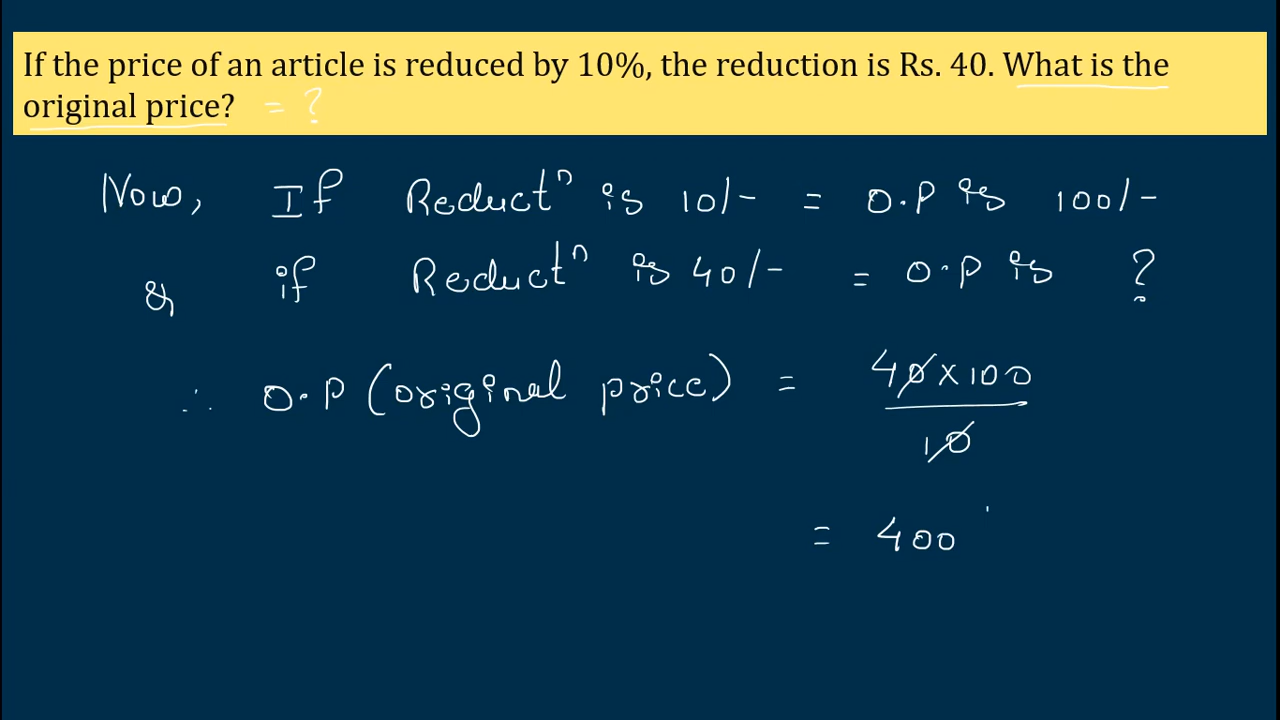 If the price of an article is reduced by 10%, the reduction is Rs. 40. What is the
original price? = ?
Now, If Reductⁿ is 10/- = O.P is 100/-
& if Reductⁿ is 40/- = O.P is ?
∴ O.P (original price) = 40 x 100
10
= 400